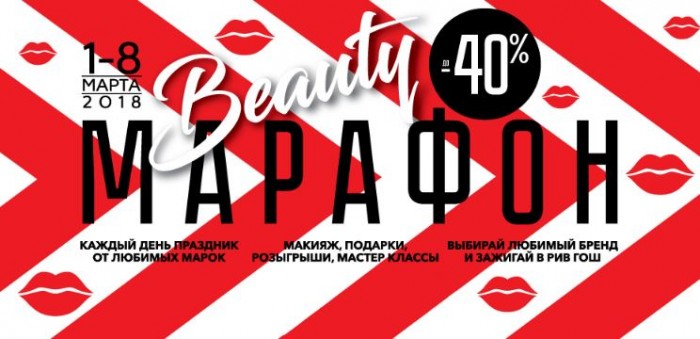 1-8
МАРТА
2018
Beauty
ДО
-40%
МАРАФОН
КАЖДЫЙ ДЕНЬ ПРАЗДНИК
ОТ ЛЮБИМЫХ МАРОК
МАКИЯЖ, ПОДАРКИ,
РОЗЫГРЫШИ, МАСТЕР КЛАССЫ
ВЫБИРАЙ ЛЮБИМЫЙ БРЕНД
И ЗАЖИГАЙ В РИВ ГОШ